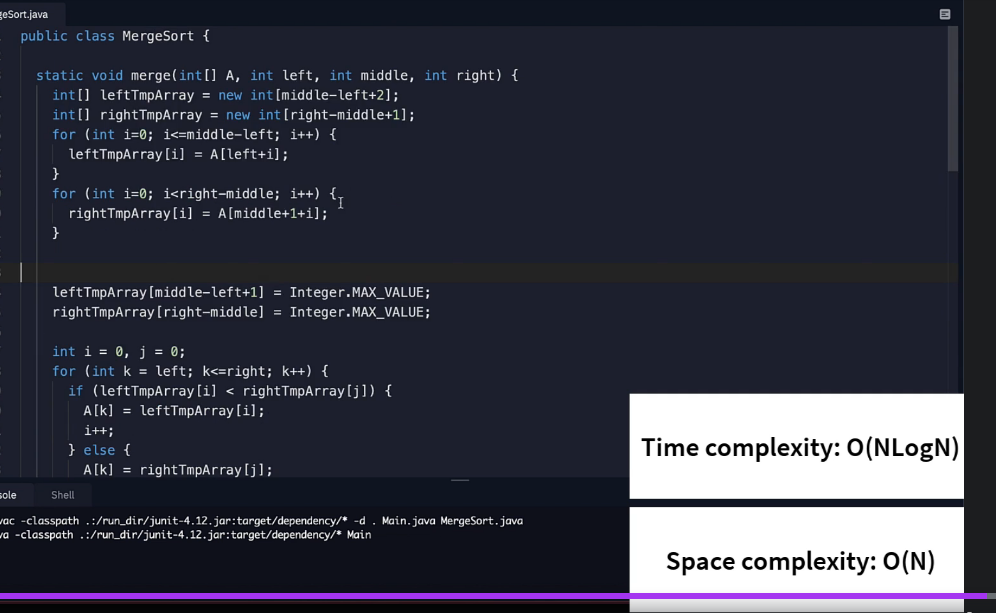 geSort.java
public class MergeSort {
static void merge(int[] A, int left, int middle, int right) {
int[] leftTmpArray = new int[middle-left+2];
int[] rightTmpArray = new int[right-middle+1];
for (int i=0; i<=middle-left; i++) {
leftTmpArray[i] = A[left+i];
}
for (int i=0; i<right-middle; i++) {
rightTmpArray[i] = A[middle+1+i];
}
leftTmpArray[middle-left+1] = Integer.MAX_VALUE;
rightTmpArray[right-middle] = Integer.MAX_VALUE;
int i = 0, j = 0;
for (int k = left; k<=right; k++) {
if (leftTmpArray[i] < rightTmpArray[j]) {
A[k] = leftTmpArray[i];
i++;
} else {
A[k] = rightTmpArray[j];
Time complexity: O(NLogN)
sole Shell
vac -classpath .:/run_dir/junit-4.12.jar:target/dependency/* -d . Main.java MergeSort.java
va -classpath .:/run_dir/junit-4.12.jar:target/dependency/* Main
Space complexity: O(N)